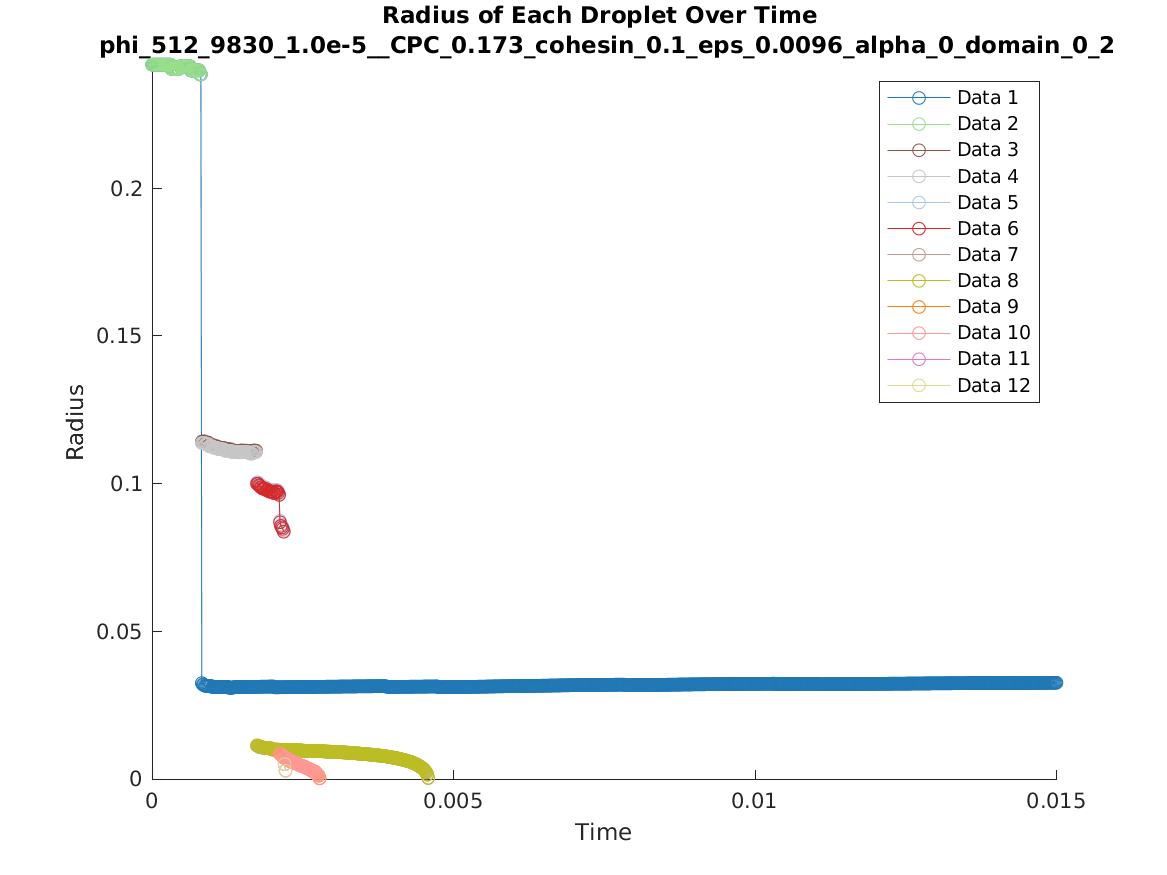 Radius of Each Droplet Over Time
phi_512_9830_1.0e-5__CPC_0.173_cohesin_0.1_eps_0.0096_alpha_0_domain_0_2
Data 1
Data 2
Data 3
Data 4
Data 5
Data 6
Data 7
Data 8
Data 9
Data 10
Data 11
Data 12
0.2
0.15
0.1
0.05
0
Radius
0
0.005
0.01
0.015
Time